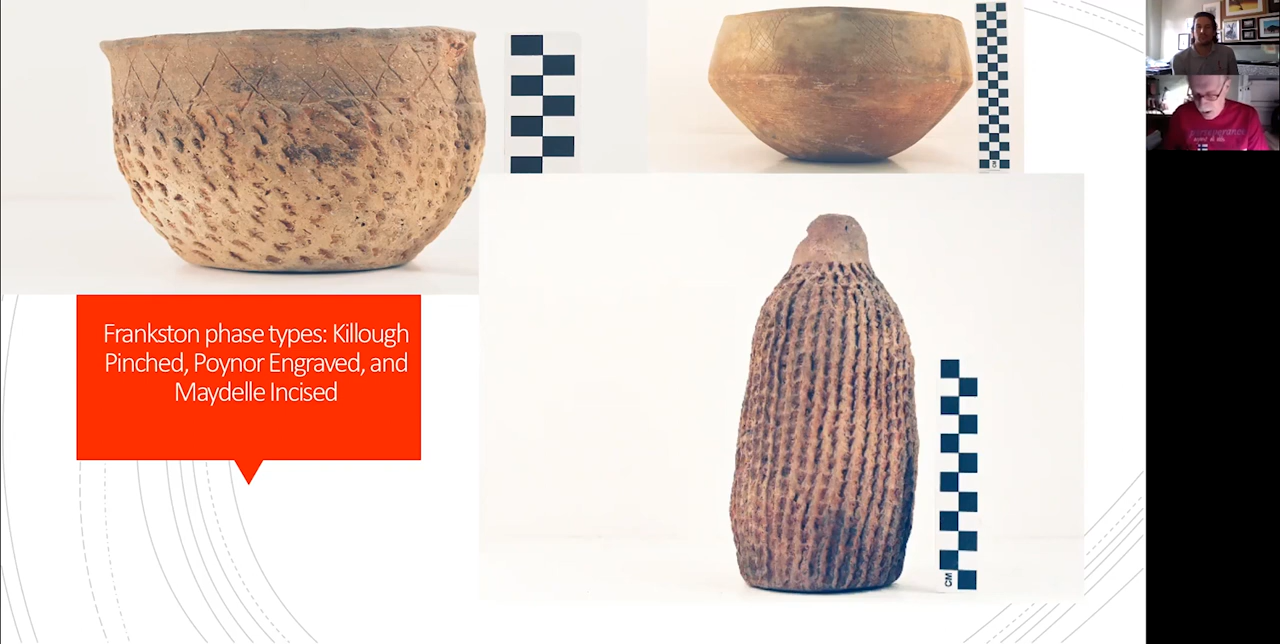 Frankston phase types: Killough
Pinched, Poynor Engraved, and
Maydelle Incised
CM